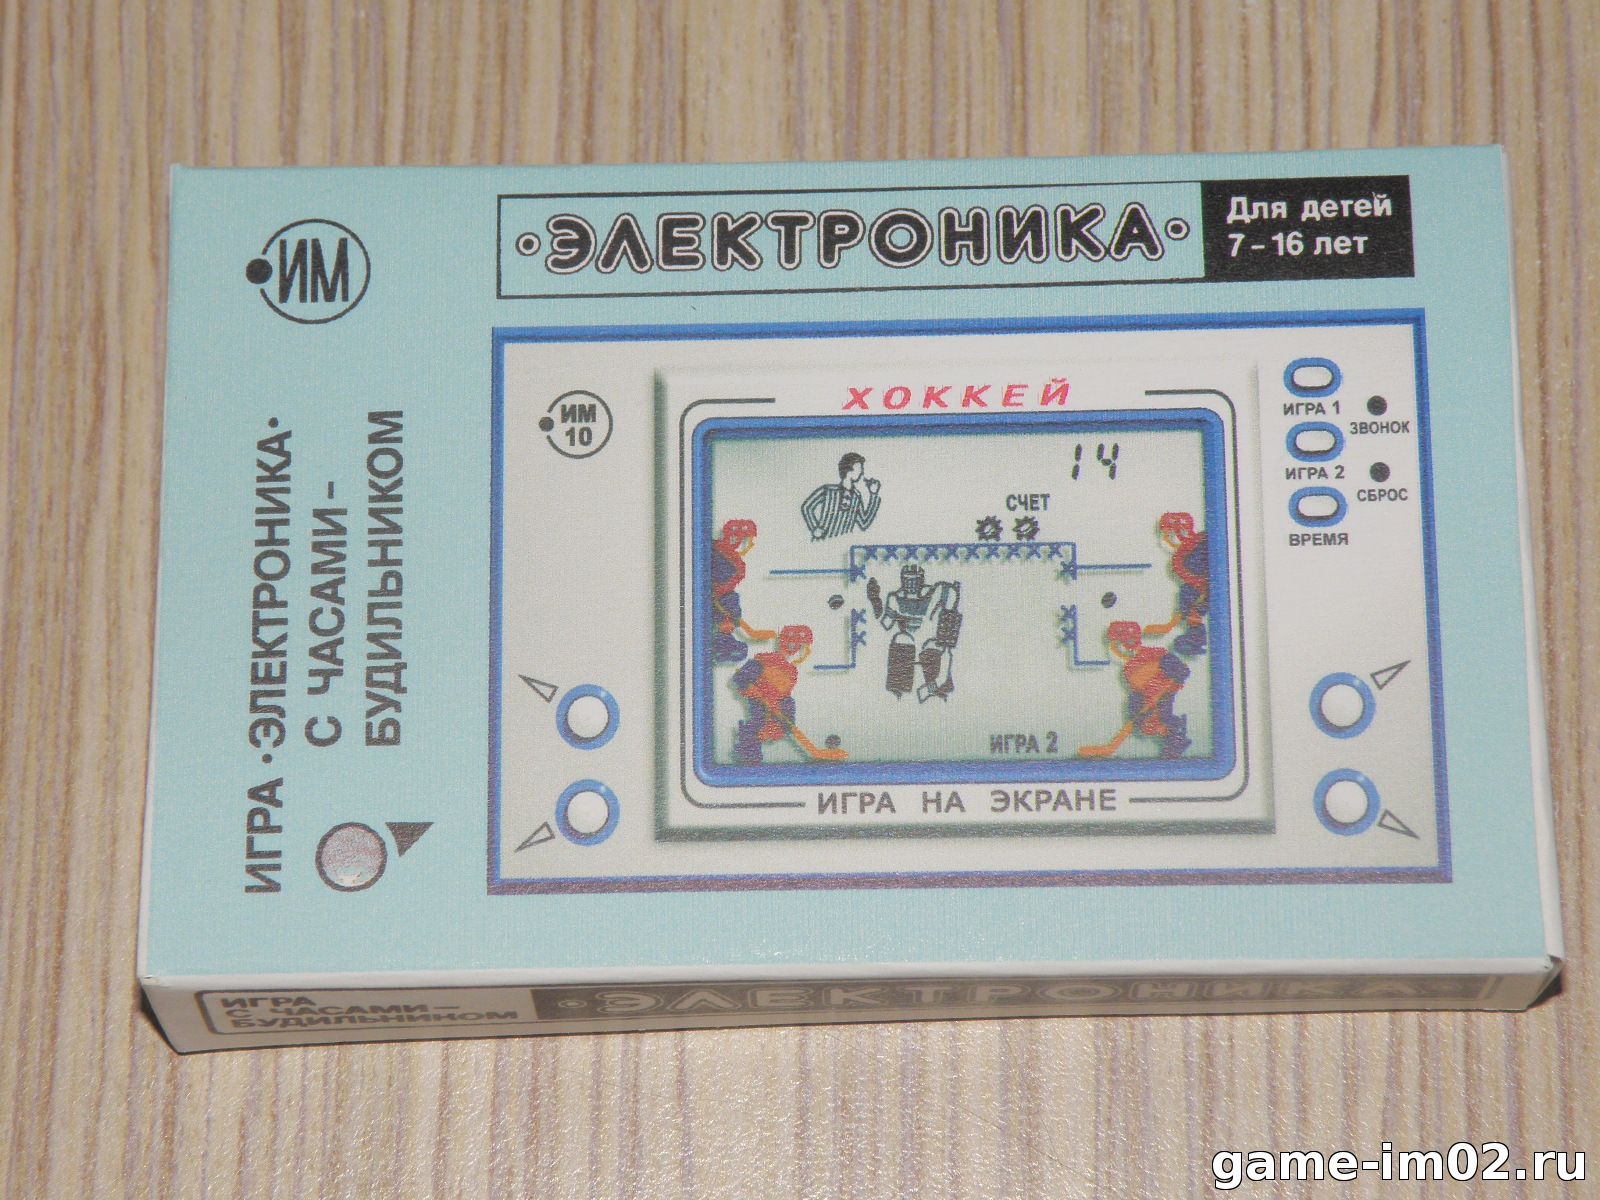 ИМ
·ЭЛЕКТРОНИКА·
Для детей
7-16 лет
ИГРА ·ЭЛЕКТРОНИКА·
С ЧАСАМИ –
БУДИЛЬНИКОМ
ИМ
10
ХОККЕЙ
14
СЧЕТ
ИГРА 2
ИГРА НА ЭКРАНЕ
ИГРА 1
ЗВОНОК
ИГРА 2
СБРОС
ВРЕМЯ
ИГРА
С ЧАСАМИ –
БУДИЛЬНИКОМ
·ЭЛЕКТРОНИКА·
game-im02.ru